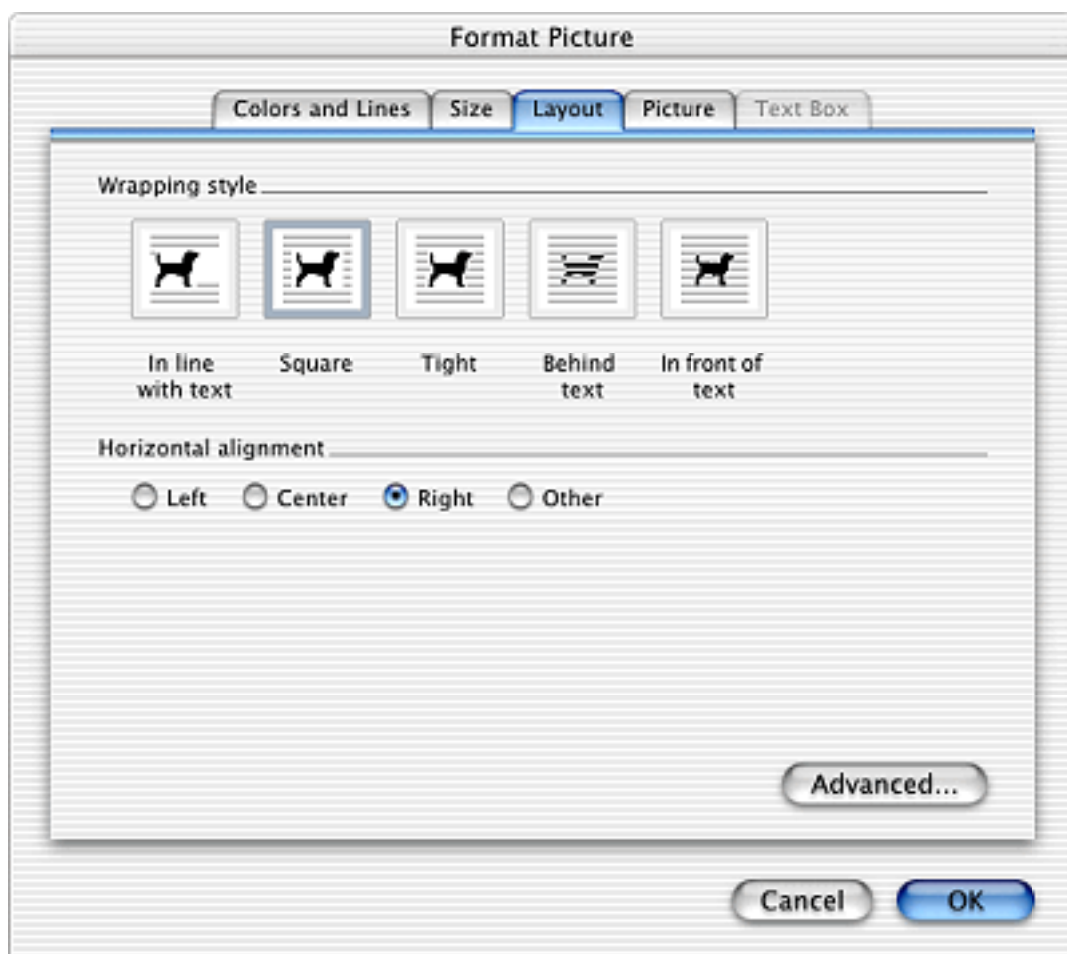 Format Picture
Colors and Lines Size Layout Picture Text Box
Wrapping style
In line with text
Square
Tight
Behind text
In front of text
Horizontal alignment
Left Center Right Other
Advanced...
Cancel OK